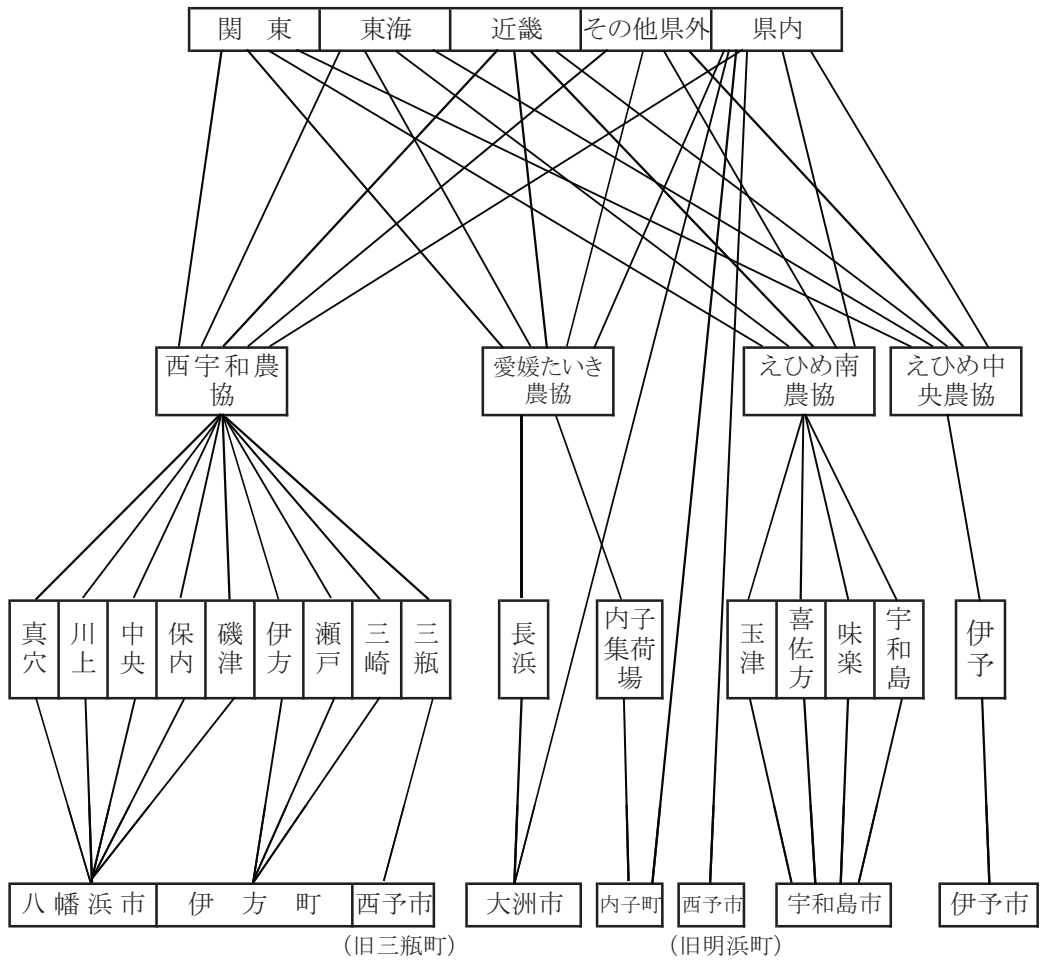 関東
東海
近畿
その他県外
県内
西宇和農
協
愛媛たいき
農協
えひめ南
農協
えひめ中
央農協
真穴
川上
中央
保内
磯津
伊方
瀬戸
三崎
三瓶
長浜
内子
集荷
場
玉津
喜佐方
味楽
宇和島
伊予
八幡浜市
伊方町
西予市
大洲市
内子町
西予市
宇和島市
伊予市
(旧三瓶町)
(旧明浜町)